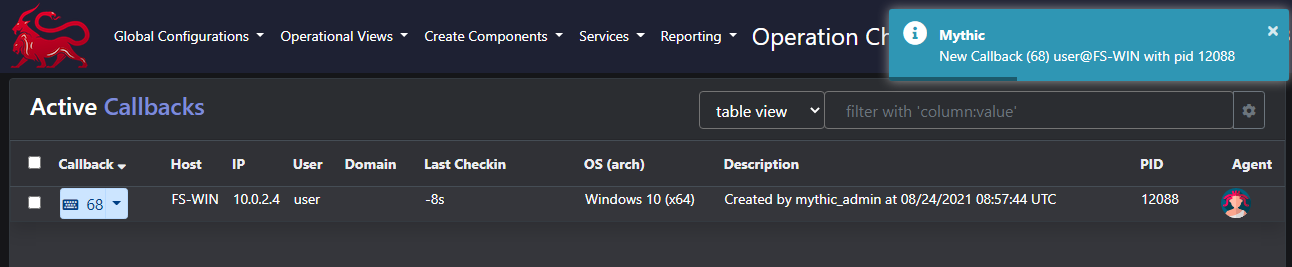 Global Configurations Operational Views Create Components Services Reporting Operation Ch
Mythic
New Callback (68) user@FS-WIN with pid 12088
Active Callbacks
table view filter with 'column:value'
Callback Host IP User Domain Last Checkin OS (arch) Description PID Agent
68 FS-WIN 10.0.2.4 user -8s Windows 10 (x64) Created by mythic_admin at 08/24/2021 08:57:44 UTC 12088